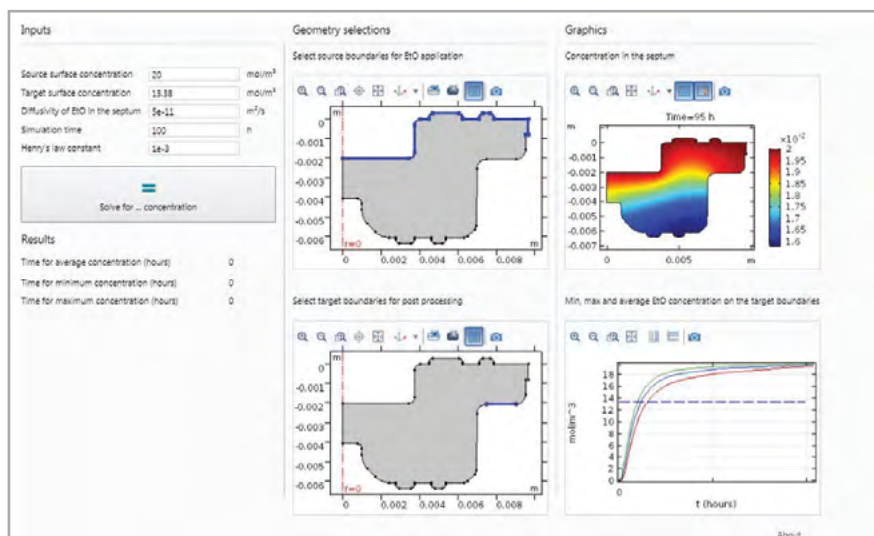 Inputs
Source surface concentration 20 mol/m³
Target surface concentration 13.38 mol/m³
Diffusivity of EtO in the septum 5e-11 m²/s
Simulation time 100 h
Henry's law constant 1e-3
Solve for ... concentration
Results
Time for average concentration (hours) 0
Time for minimum concentration (hours) 0
Time for maximum concentration (hours) 0
Geometry selections
Select source boundaries for EtO application
m
0
-0.001
-0.002
-0.003
-0.004
-0.005
-0.006
r=0
m
0 0.002 0.004 0.006 0.008
Select target boundaries for post processing
m
0
-0.001
-0.002
-0.003
-0.004
-0.005
-0.006
r=0
m
0 0.002 0.004 0.006 0.008
Graphics
Concentration in the septum
Time=95 h
m
×10⁻²
0
-0.001
-0.002
-0.003
-0.004
-0.005
-0.006
-0.007
2
1.95
1.9
1.85
1.8
1.75
1.7
1.65
1.6
0 0.005 m
Min, max and average EtO concentration on the target boundaries
18
16
14
12
10
8
6
4
2
0
mol/m^3
0
t (hours)
About